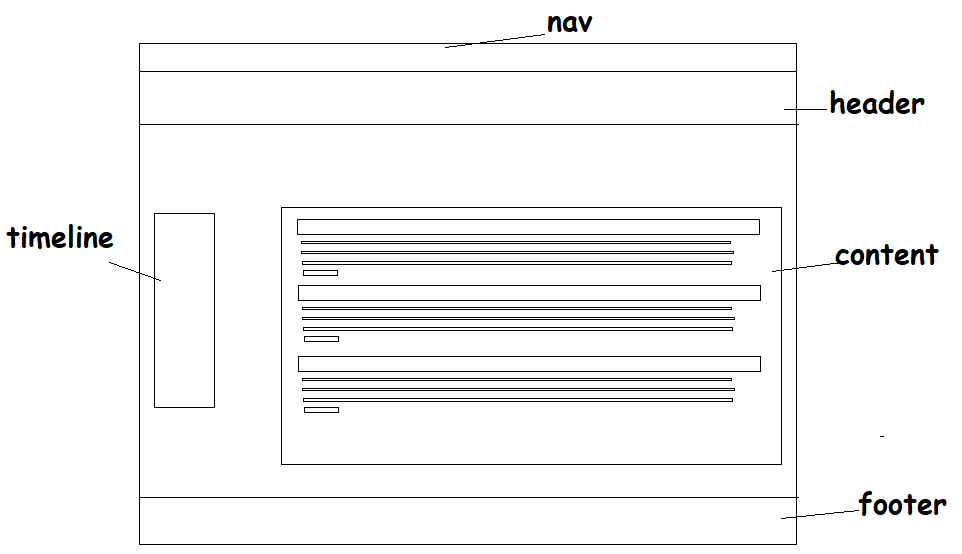 nav
header
timeline
content
footer